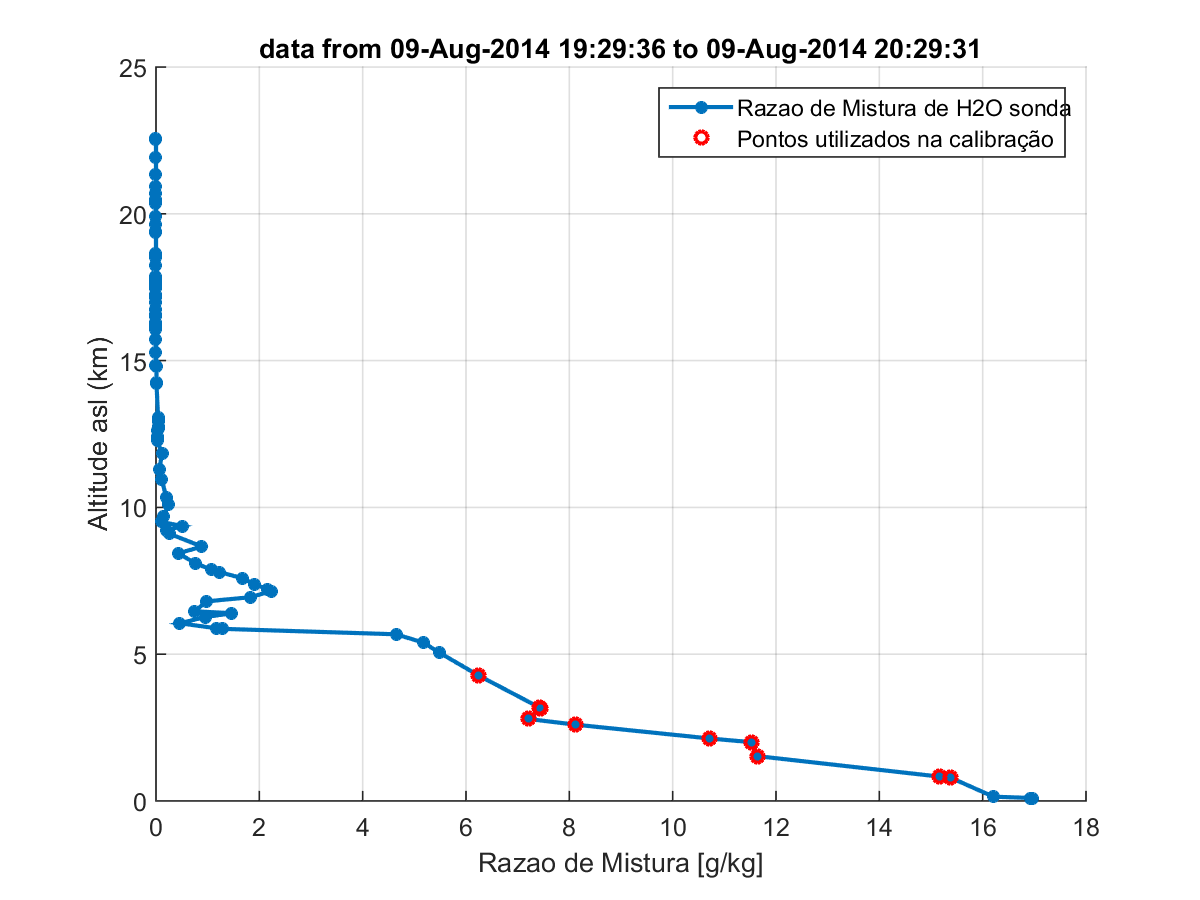 data from 09-Aug-2014 19:29:36 to 09-Aug-2014 20:29:31
Razao de Mistura de H2O sonda
Pontos utilizados na calibração
25
20
15
10
5
0
Altitude asl (km)
0 2 4 6 8 10 12 14 16 18
Razao de Mistura [g/kg]